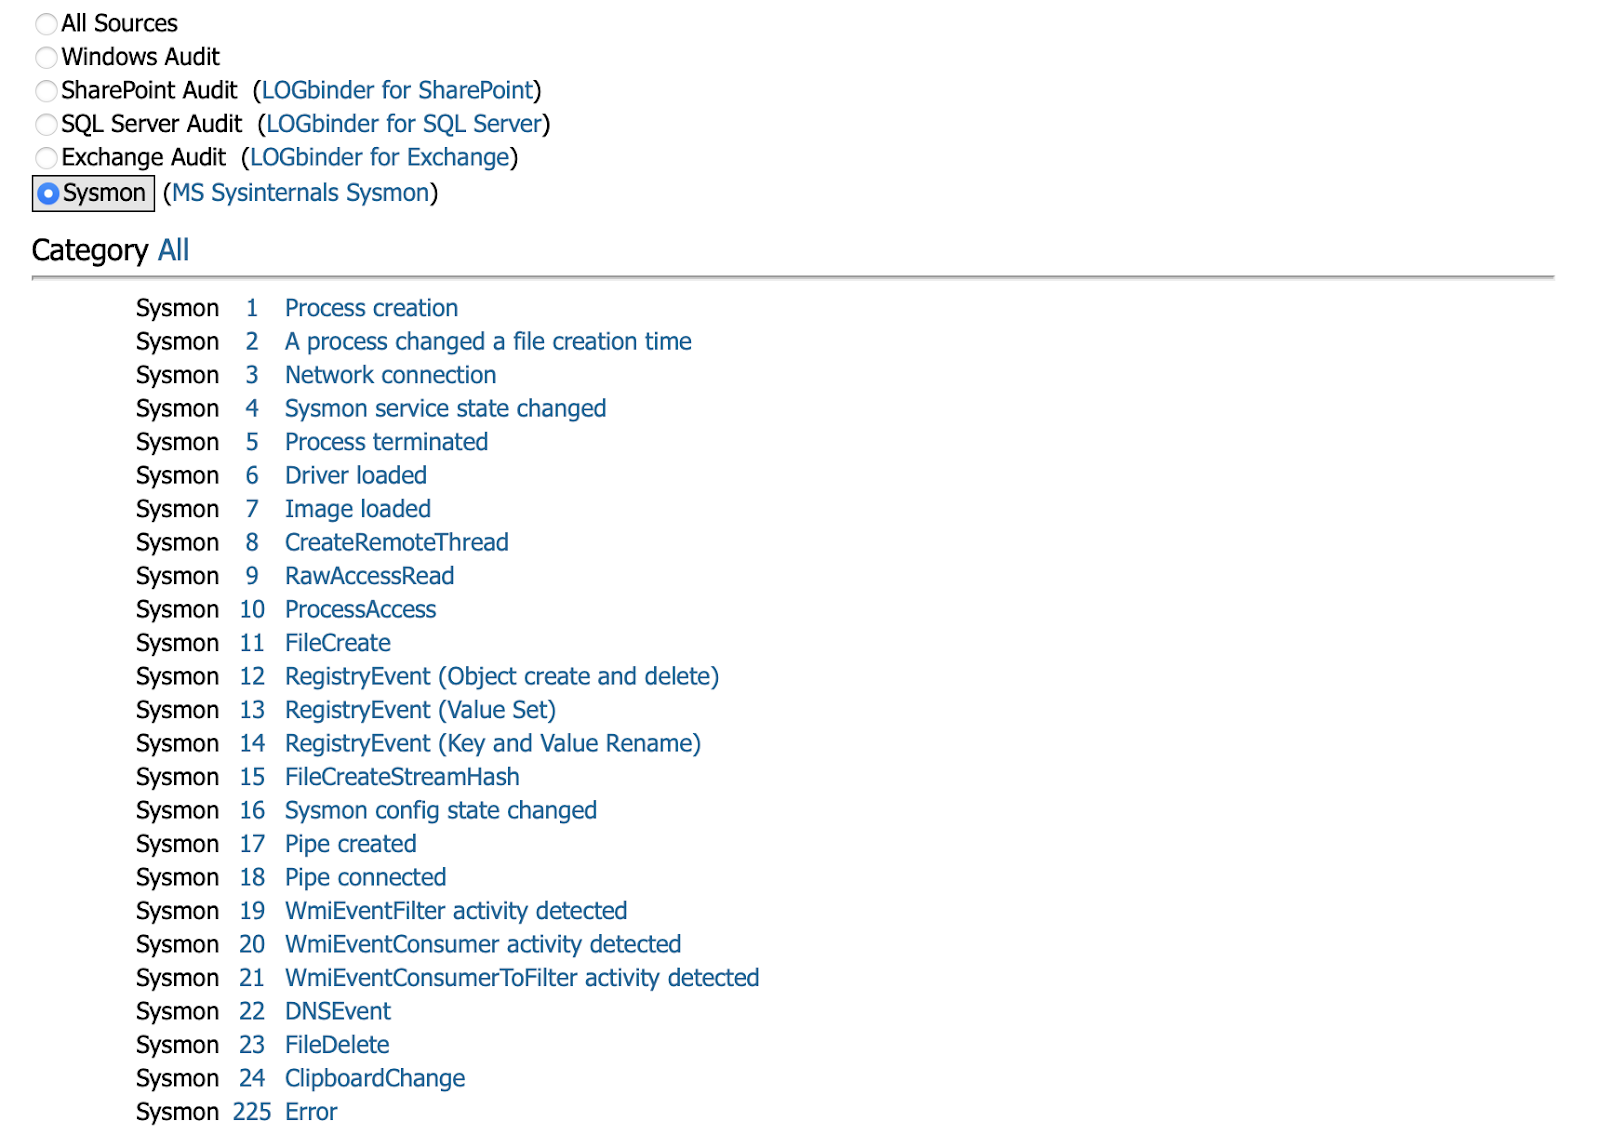 All Sources
Windows Audit
SharePoint Audit (LOGbinder for SharePoint)
SQL Server Audit (LOGbinder for SQL Server)
Exchange Audit (LOGbinder for Exchange)
Sysmon (MS Sysinternals Sysmon)
Category All
Sysmon 1 Process creation
Sysmon 2 A process changed a file creation time
Sysmon 3 Network connection
Sysmon 4 Sysmon service state changed
Sysmon 5 Process terminated
Sysmon 6 Driver loaded
Sysmon 7 Image loaded
Sysmon 8 CreateRemoteThread
Sysmon 9 RawAccessRead
Sysmon 10 ProcessAccess
Sysmon 11 FileCreate
Sysmon 12 RegistryEvent (Object create and delete)
Sysmon 13 RegistryEvent (Value Set)
Sysmon 14 RegistryEvent (Key and Value Rename)
Sysmon 15 FileCreateStreamHash
Sysmon 16 Sysmon config state changed
Sysmon 17 Pipe created
Sysmon 18 Pipe connected
Sysmon 19 WmiEventFilter activity detected
Sysmon 20 WmiEventConsumer activity detected
Sysmon 21 WmiEventConsumerToFilter activity detected
Sysmon 22 DNSEvent
Sysmon 23 FileDelete
Sysmon 24 ClipboardChange
Sysmon 225 Error